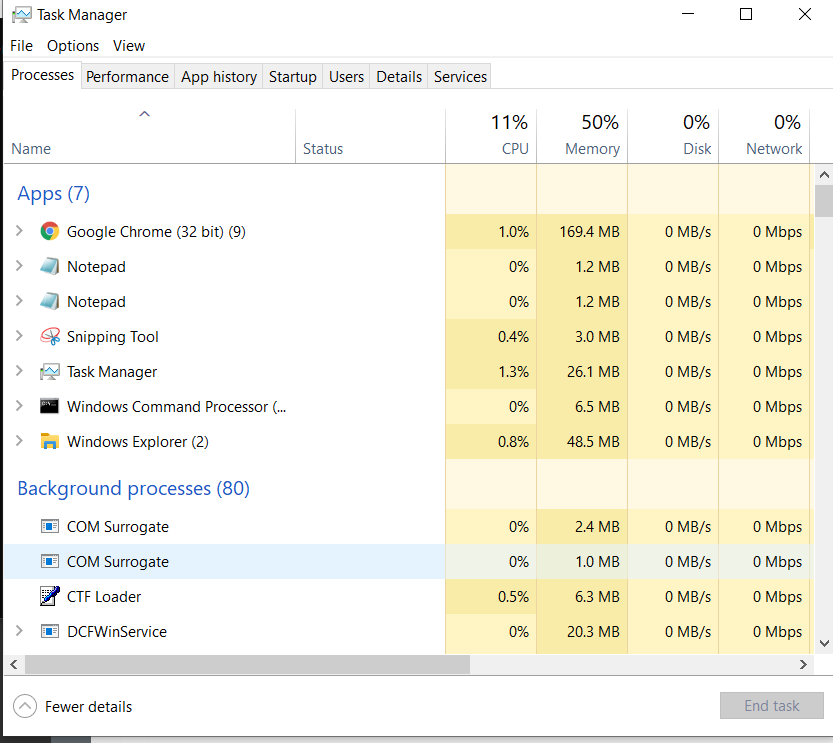 Task Manager
File Options View
Processes Performance App history Startup Users Details Services
11% 50% 0% 0%
Name Status CPU Memory Disk Network
Apps (7)
Google Chrome (32 bit) (9) 1.0% 169.4 MB 0 MB/s 0 Mbps
Notepad 0% 1.2 MB 0 MB/s 0 Mbps
Notepad 0% 1.2 MB 0 MB/s 0 Mbps
Snipping Tool 0.4% 3.0 MB 0 MB/s 0 Mbps
Task Manager 1.3% 26.1 MB 0 MB/s 0 Mbps
Windows Command Processor (... 0% 6.5 MB 0 MB/s 0 Mbps
Windows Explorer (2) 0.8% 48.5 MB 0 MB/s 0 Mbps
Background processes (80)
COM Surrogate 0% 2.4 MB 0 MB/s 0 Mbps
COM Surrogate 0% 1.0 MB 0 MB/s 0 Mbps
CTF Loader 0.5% 6.3 MB 0 MB/s 0 Mbps
DCFWinService 0% 20.3 MB 0 MB/s 0 Mbps
Fewer details End task